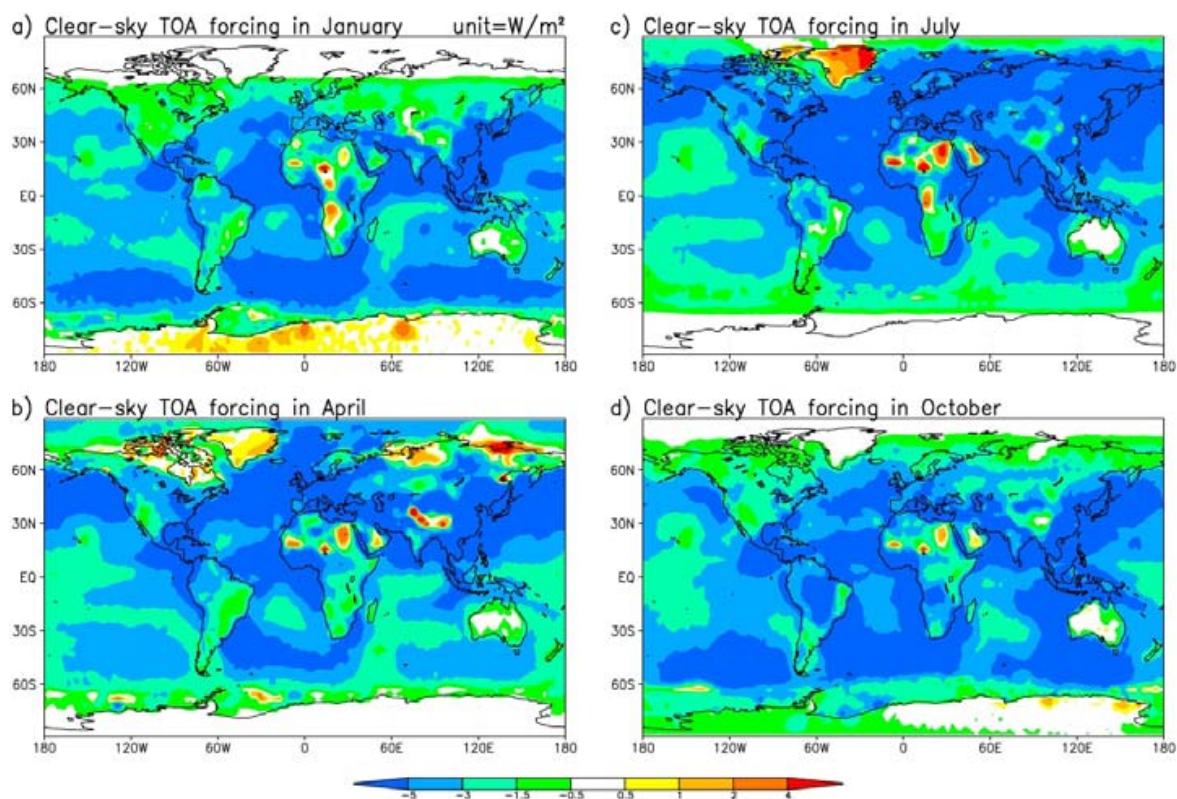 a) Clear-sky TOA forcing in January unit=W/m²
60N
30N
EQ
30S
60S
180 120W 60W 0 60E 120E 180
c) Clear-sky TOA forcing in July
60N
30N
EQ
30S
60S
180 120W 60W 0 60E 120E 180
b) Clear-sky TOA forcing in April
60N
30N
EQ
30S
60S
180 120W 60W 0 60E 120E 180
d) Clear-sky TOA forcing in October
60N
30N
EQ
30S
60S
180 120W 60W 0 60E 120E 180
-5 -3 -1.5 -0.5 0.5 1 2 4